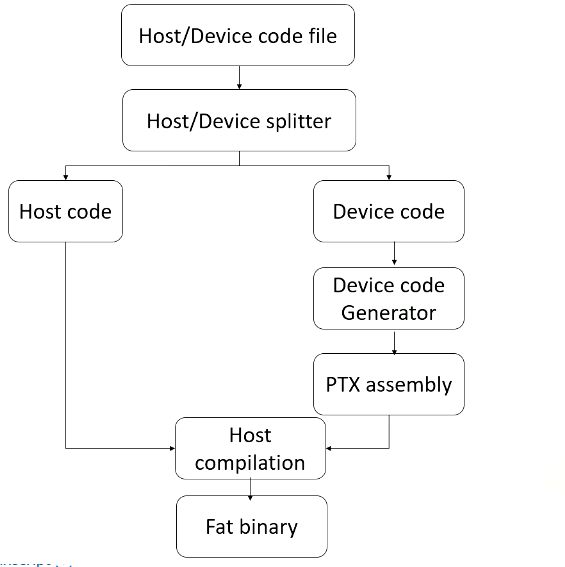 Host/Device code file
Host/Device splitter
Host code
Device code
Device code
Generator
PTX assembly
Host
compilation
Fat binary